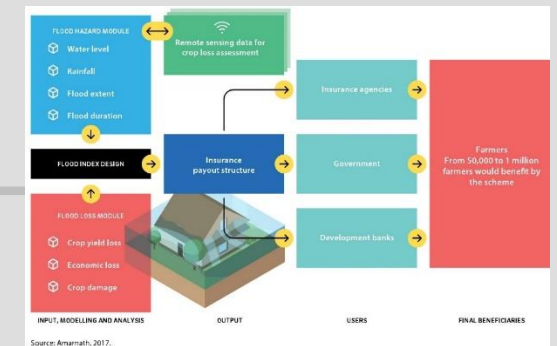 FLOOD HAZARD MODULE
Water level
Rainfall
Flood extent
Flood duration
Remote sensing data for
crop loss assessment
FLOOD INDEX DESIGN
FLOOD LOSS MODULE
Crop yield loss
Economic loss
Crop damage
Insurance
payout structure
Insurance agencies
Government
Development banks
Farmers
From 50,000 to 1 million
farmers would benefit by
the scheme
INPUT, MODELLING AND ANALYSIS
OUTPUT
USERS
FINAL BENEFICIARIES
Source: Amarnath, 2017.